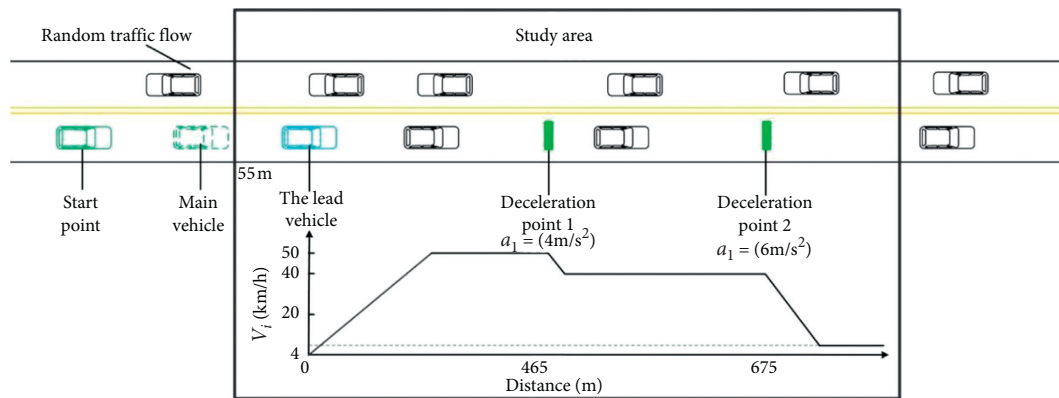 Random traffic flow
Study area
55 m
Start
point
Main
vehicle
The lead
vehicle
Deceleration
point 1
a₁ = (4m/s²)
Deceleration
point 2
a₁ = (6m/s²)
V_i (km/h)
50
40
20
4
0
465
675
Distance (m)